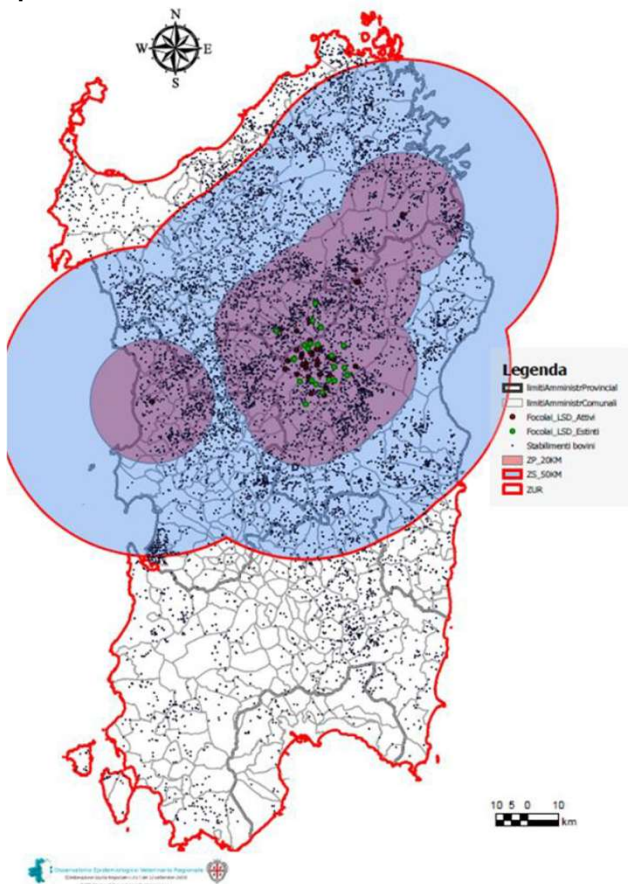 N
W E
S
Legenda
limitiAmministrProvincial
limitiAmministrComunali
Focolai_LSD_Attivi
Focolai_LSD_Estinti
Stabilimenti bovini
ZP_20KM
ZS_50KM
ZUR
10 5 0 10
km
Osservatorio Epidemiologico Veterinario Regionale